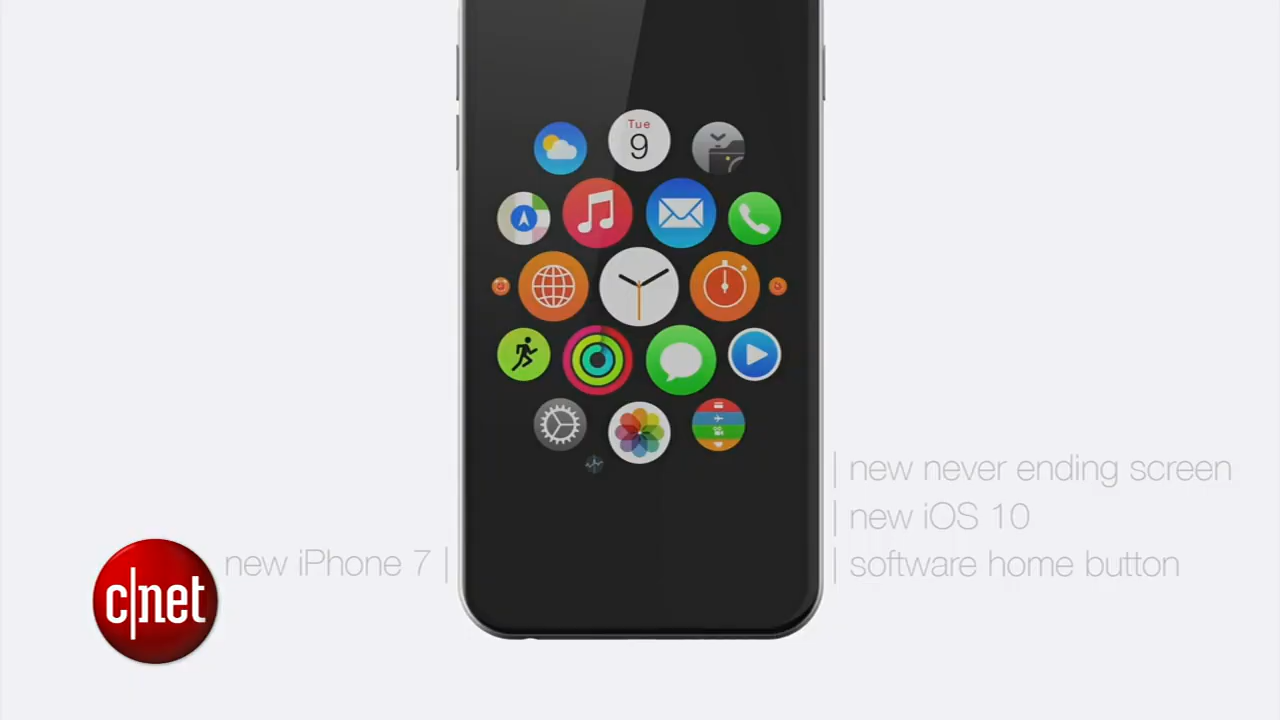 Tue
9
new never ending screen
new iOS 10
new iPhone 7
software home button
c|net